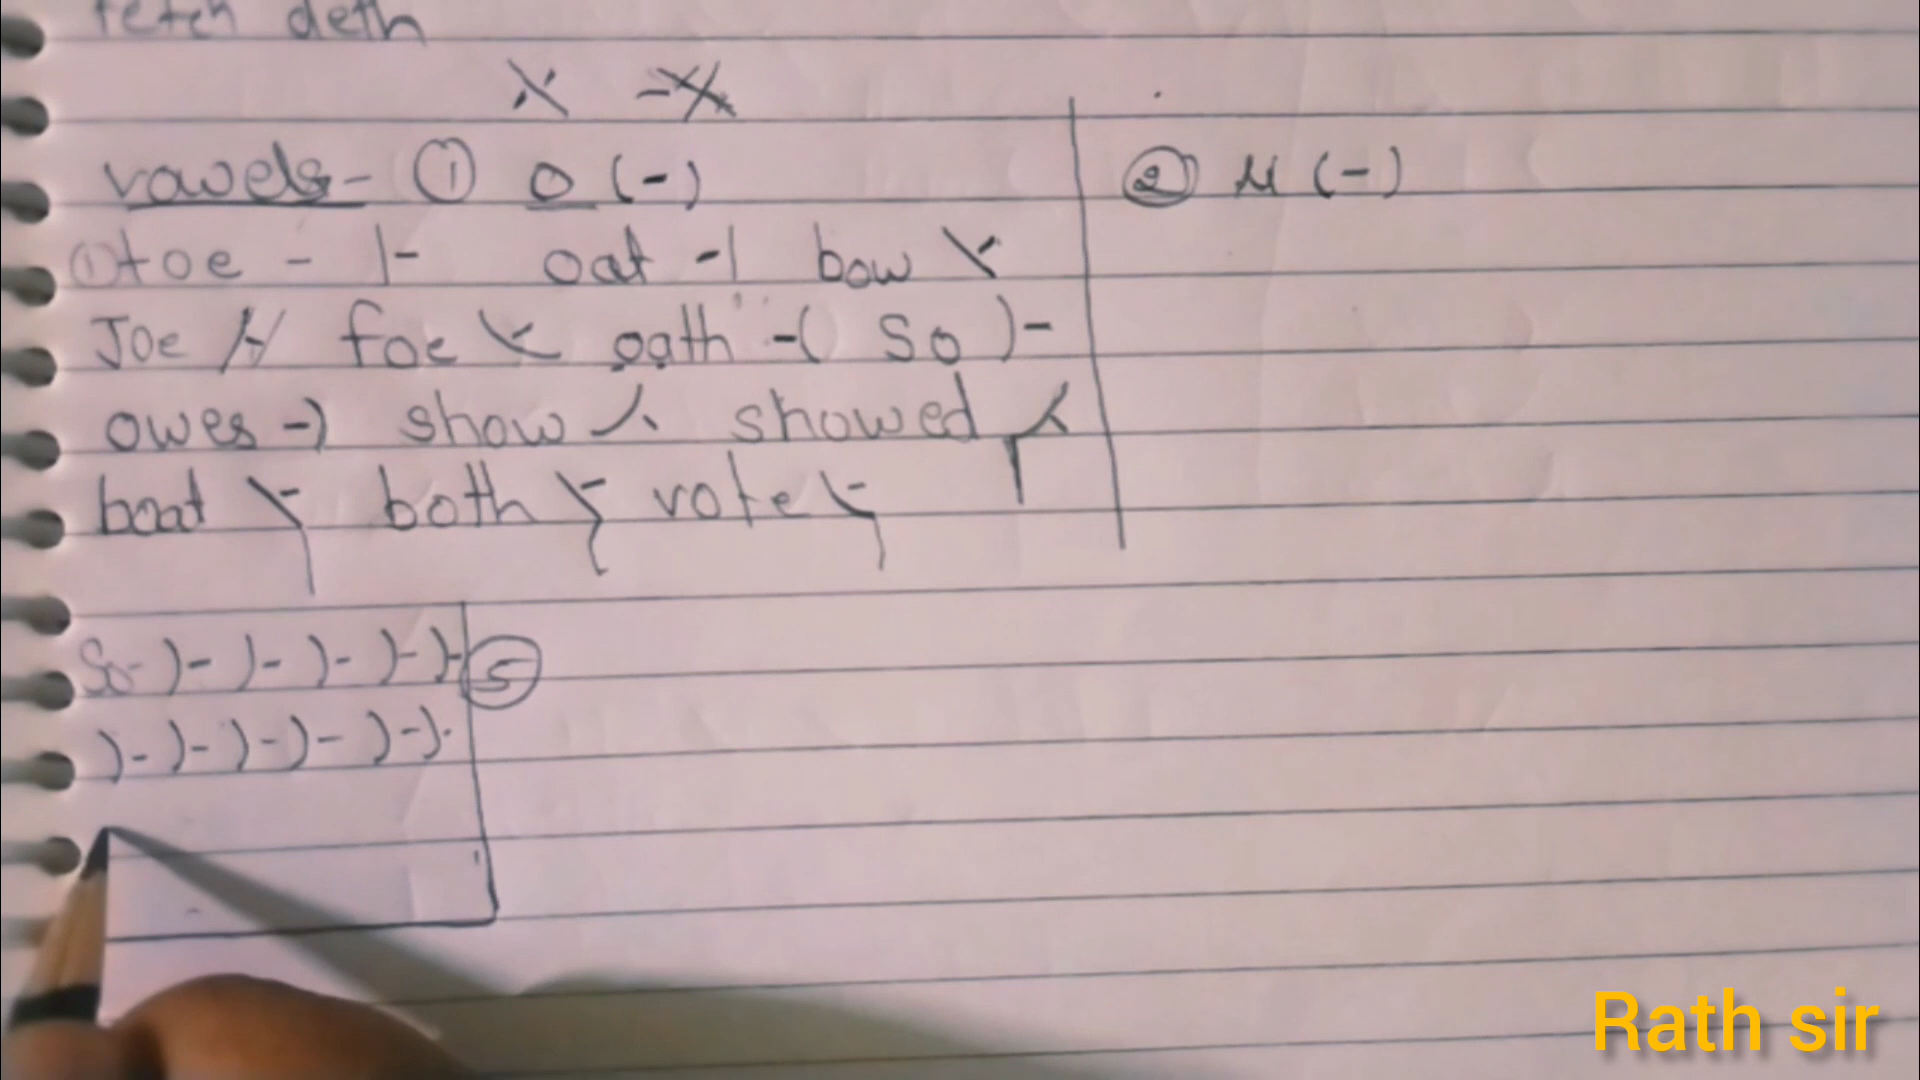 fetch deth
vowels- ① o (-)
② u (-)
① toe - oat bow
Joe foe oath so
owes show showed
boat both vote
So-
⑤
Rath sir